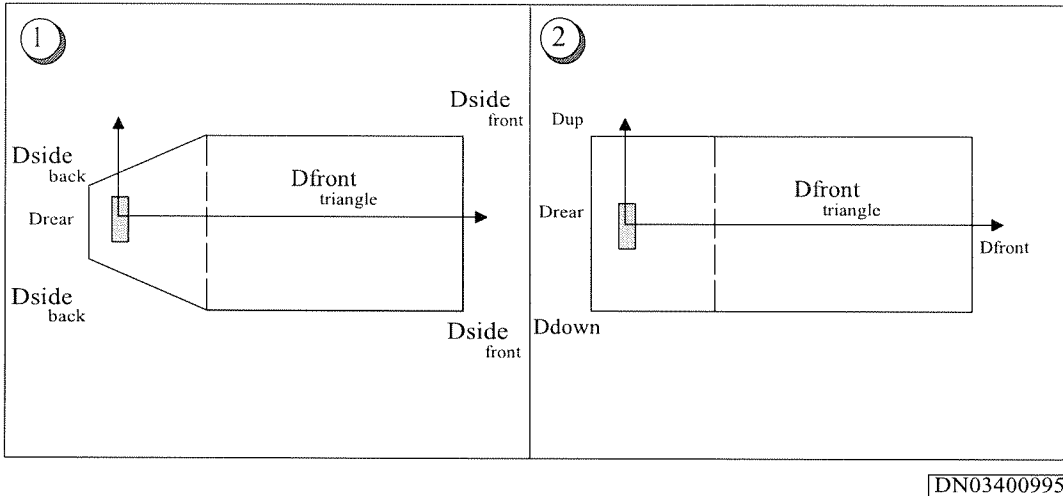 1
Dside
front
Dside
back
Dfront
triangle
Drear
Dside
back
Dside
front
2
Dup
Dfront
triangle
Drear
Dfront
Ddown
DN03400995